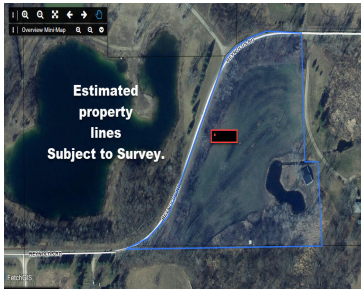 Overview Mini-Map
Estimated
property
lines
Subject to Survey.
FetchGIS